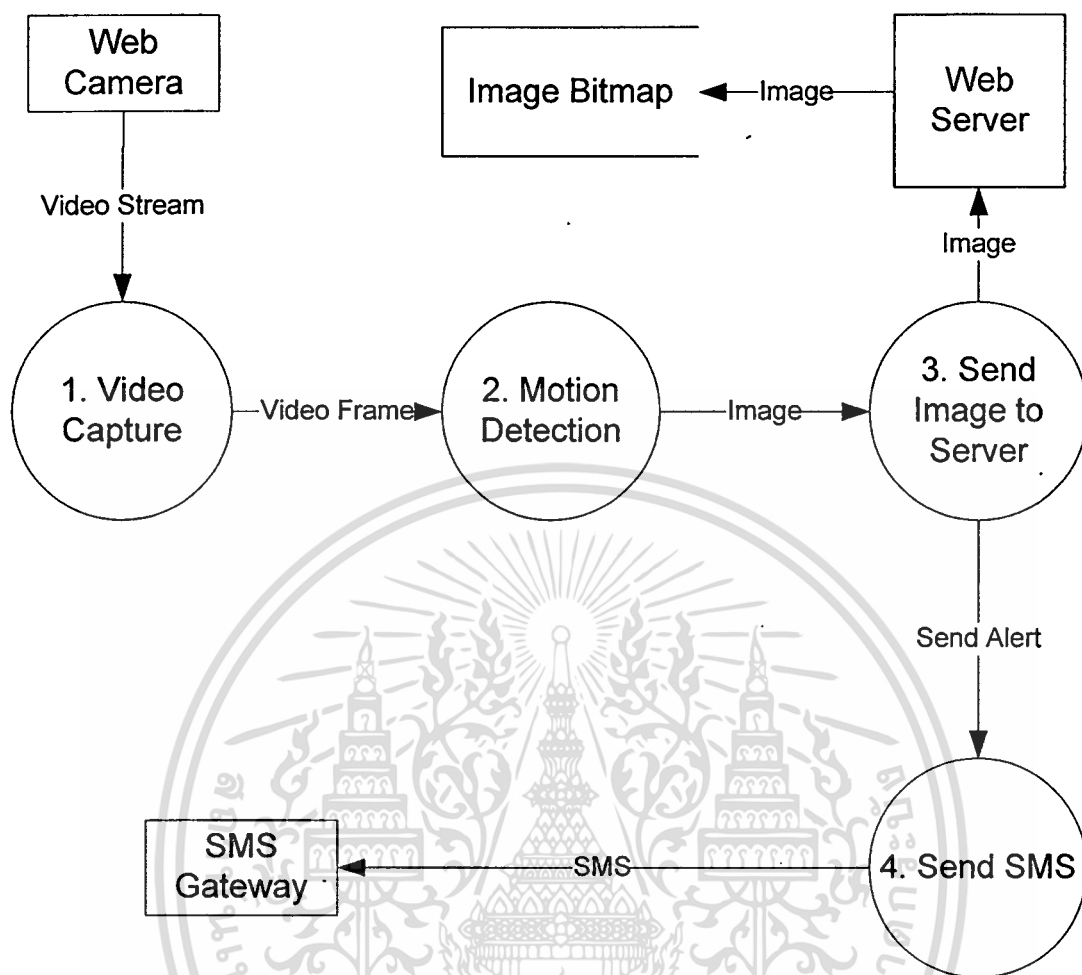 Web
Camera
Image Bitmap
Image
Web
Server
Video Stream
Image
1. Video
Capture
Video Frame
2. Motion
Detection
Image
3. Send
Image to
Server
Send Alert
SMS
Gateway
SMS
4. Send SMS